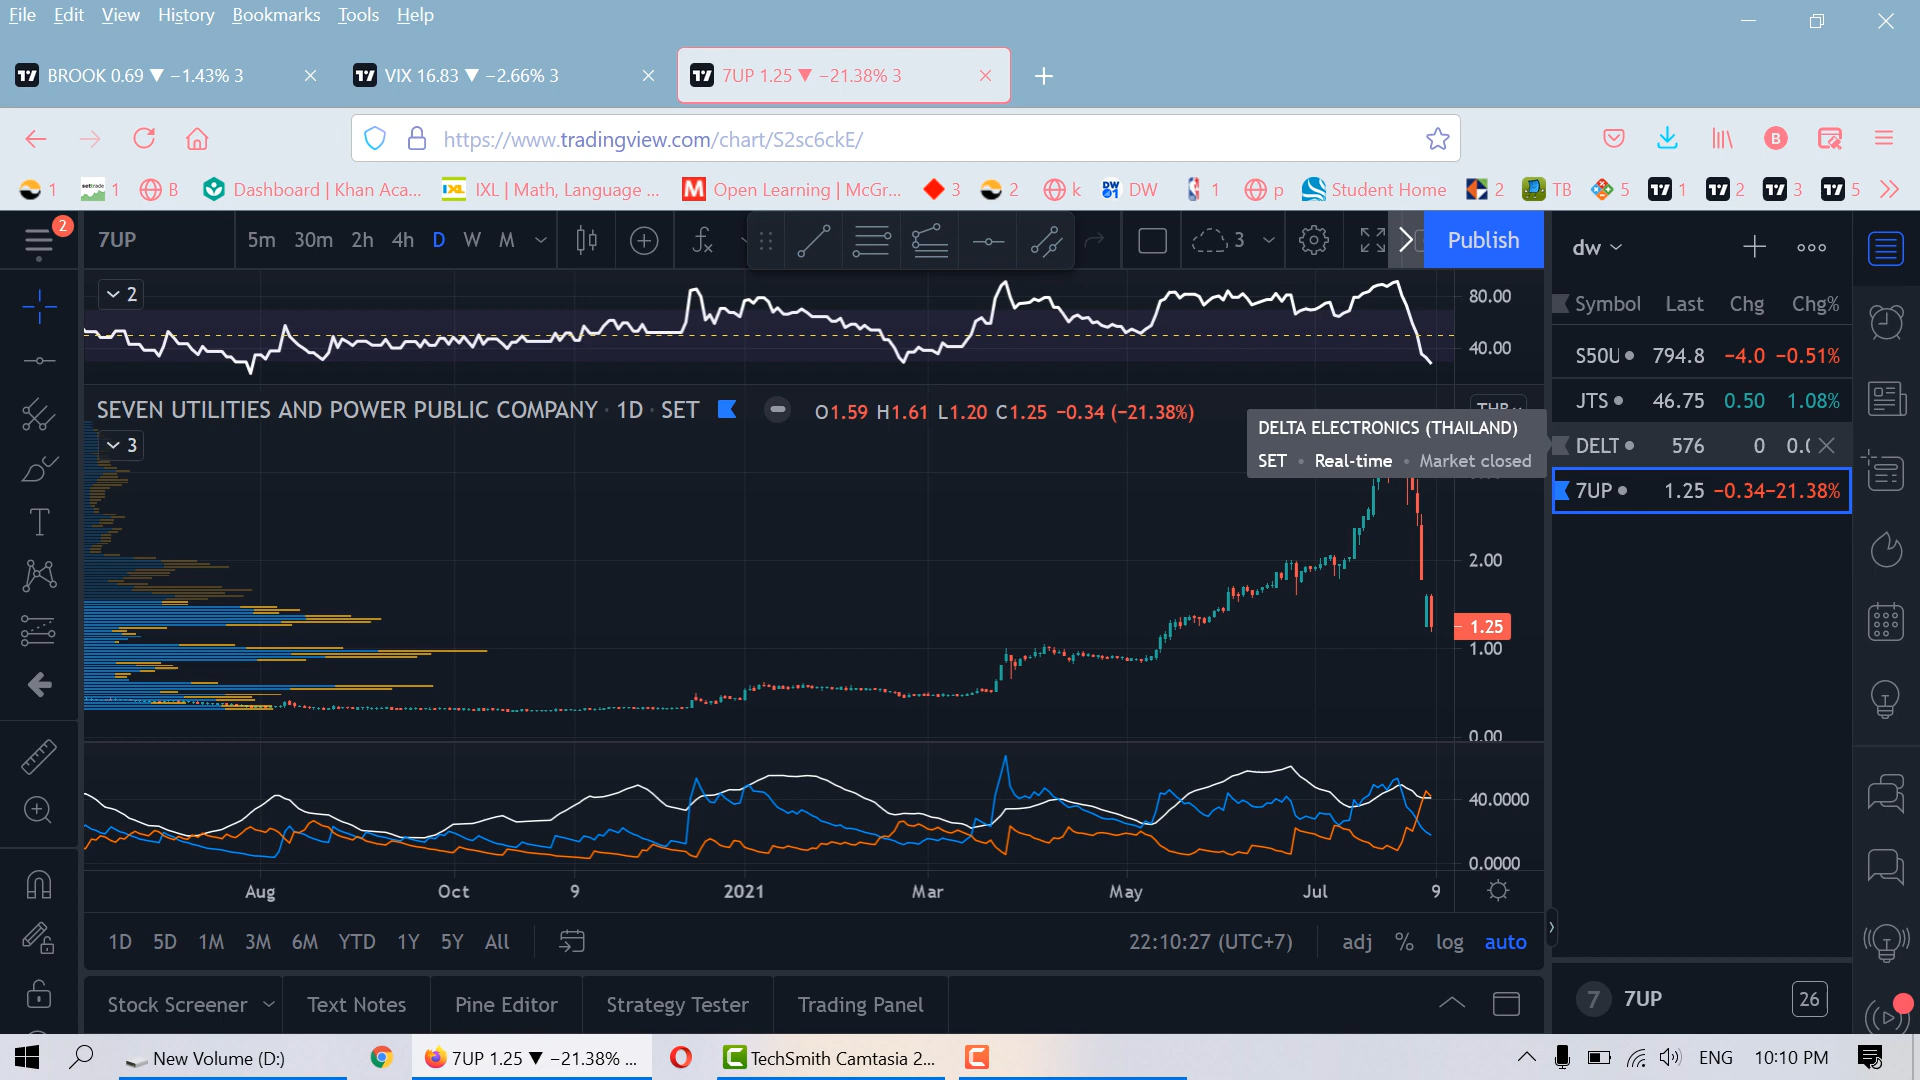 File Edit View History Bookmarks Tools Help
BROOK 0.69 ▼ −1.43% 3
VIX 16.83 ▼ −2.66% 3
7UP 1.25 ▼ −21.38% 3
https://www.tradingview.com/chart/S2sc6ckE/
B
1 settrade 1 B Dashboard | Khan Aca... IXL IXL | Math, Language ... M Open Learning | McGr... 3 2 k DW 01 DW 1 p Student Home 2 TB 5 1 2 3 5
2
7UP 5m 30m 2h 4h D W M 3 Publish
dw
Symbol Last Chg Chg%
S50U 794.8 −4.0 −0.51%
JTS 46.75 0.50 1.08%
DELT 576 0
7UP 1.25 −0.34 −21.38%
2
80.00
40.00
SEVEN UTILITIES AND POWER PUBLIC COMPANY · 1D · SET
O1.59 H1.61 L1.20 C1.25 −0.34 (−21.38%)
3
DELTA ELECTRONICS (THAILAND)
SET • Real-time • Market closed
2.00
1.25
1.00
0.00
40.0000
0.0000
Aug Oct 9 2021 Mar May Jul 9
1D 5D 1M 3M 6M YTD 1Y 5Y All
22:10:27 (UTC+7) adj % log auto
Stock Screener Text Notes Pine Editor Strategy Tester Trading Panel
7 7UP 26
New Volume (D:)
7UP 1.25 ▼ −21.38% ...
TechSmith Camtasia 2...
ENG 10:10 PM